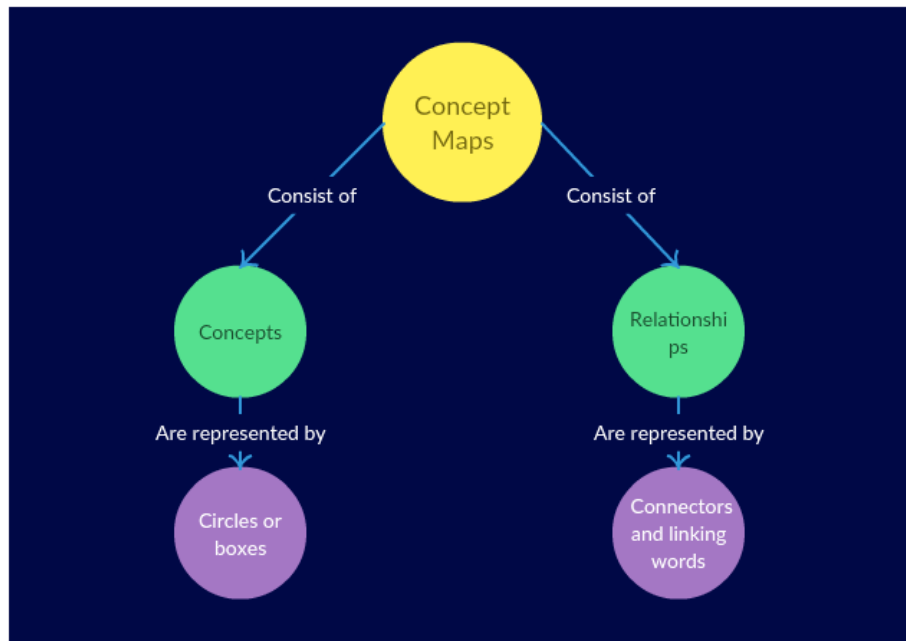 Concept
Maps
Consist of
Consist of
Concepts
Relationshi
ps
Are represented by
Are represented by
Circles or
boxes
Connectors
and linking
words